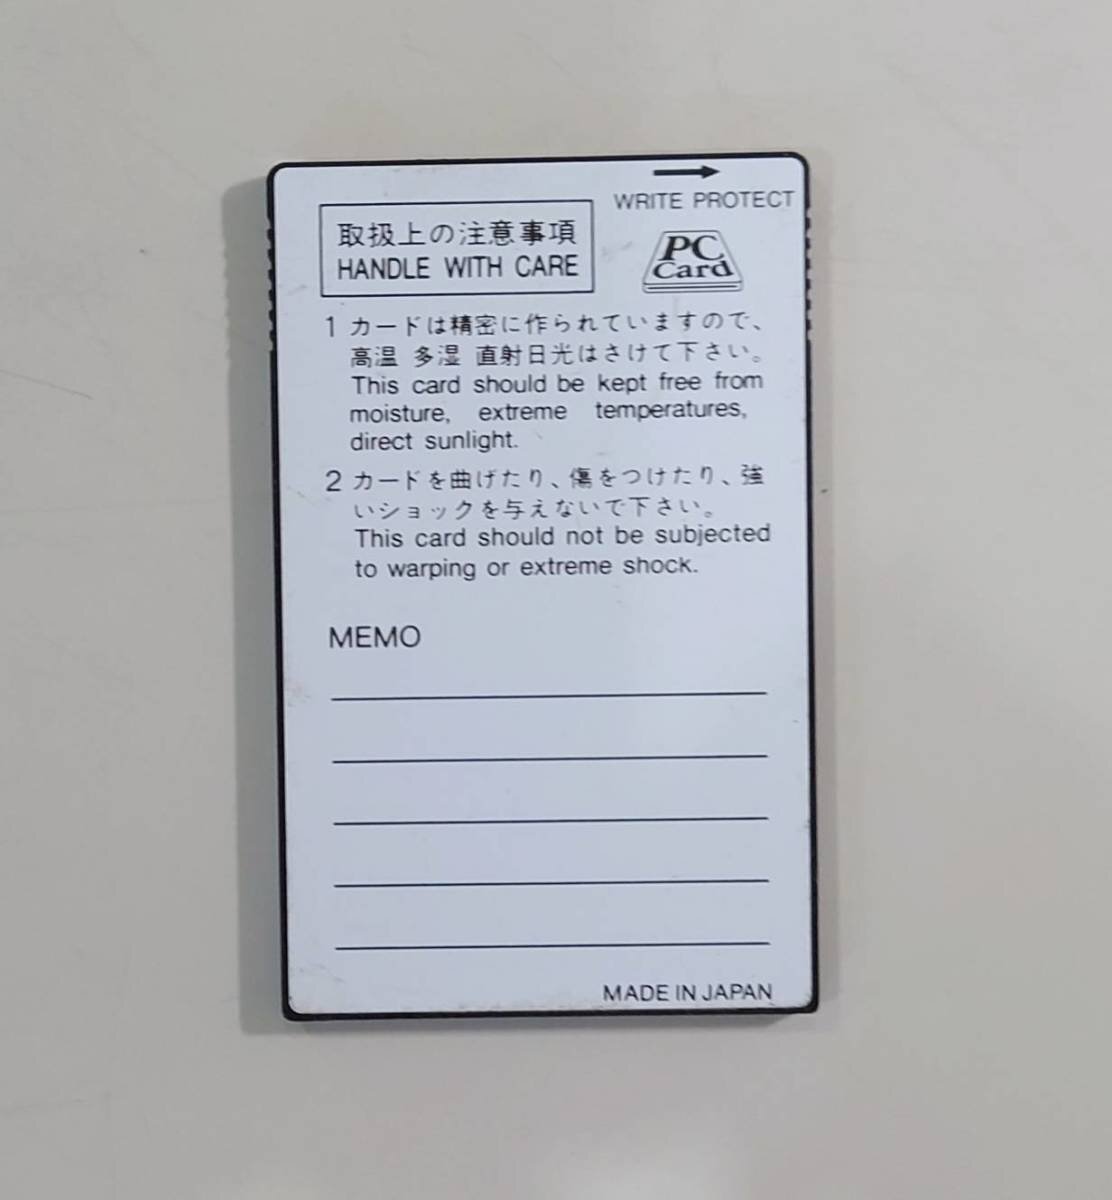 WRITE PROTECT
取扱上の注意事項
HANDLE WITH CARE
PC
Card
1 カードは精密に作られていますので、
高温 多湿 直射日光はさけて下さい。
This card should be kept free from
moisture, extreme temperatures,
direct sunlight.
2 カードを曲げたり、傷をつけたり、強
いショックを与えないで下さい。
This card should not be subjected
to warping or extreme shock.
MEMO
MADE IN JAPAN